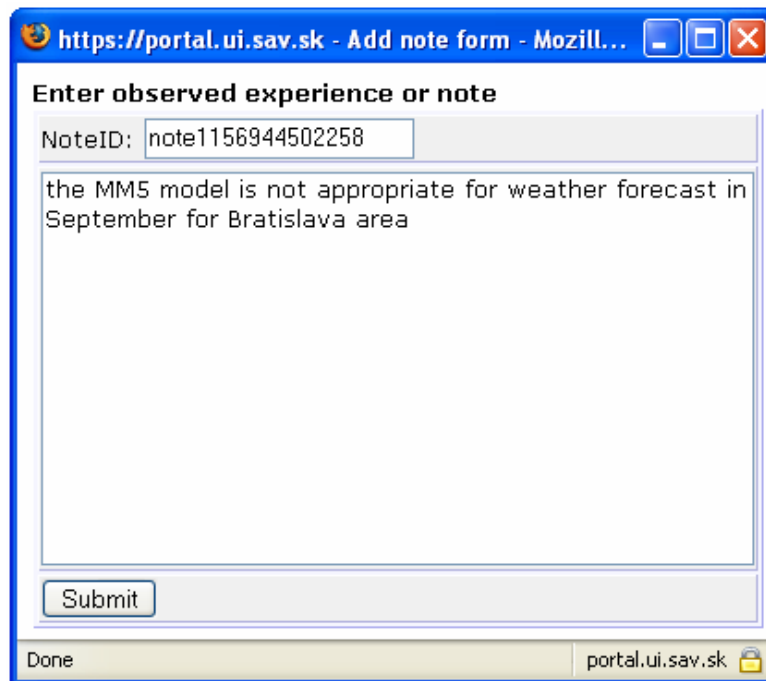 https://portal.ui.sav.sk - Add note form - Mozill...
Enter observed experience or note
NoteID: note1156944502258
the MM5 model is not appropriate for weather forecast in
September for Bratislava area
Submit
Done portal.ui.sav.sk